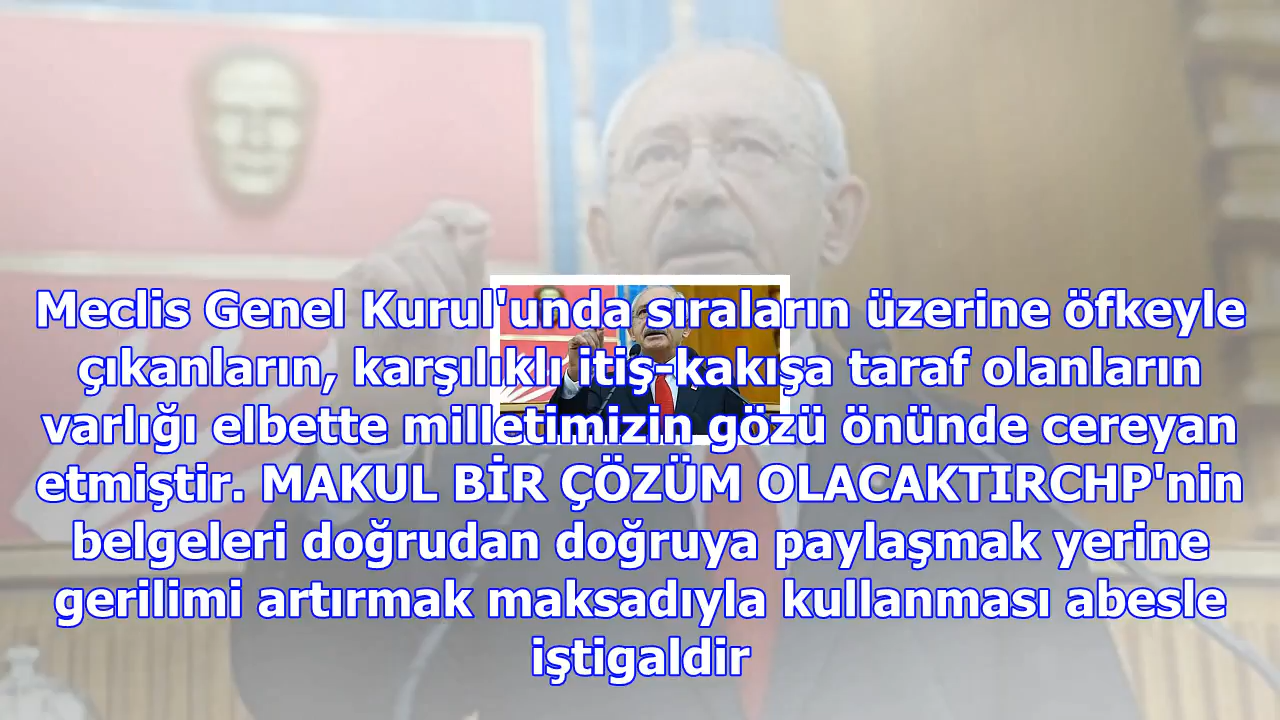 Meclis Genel Kurul'unda sıraların üzerine öfkeyle
çıkanların, karşılıklı itiş-kakışa taraf olanların
varlığı elbette milletimizin gözü önünde cereyan
etmiştir. MAKUL BİR ÇÖZÜM OLACAKTIRCHP'nin
belgeleri doğrudan doğruya paylaşmak yerine
gerilimi artırmak maksadıyla kullanması abesle
iştigaldir